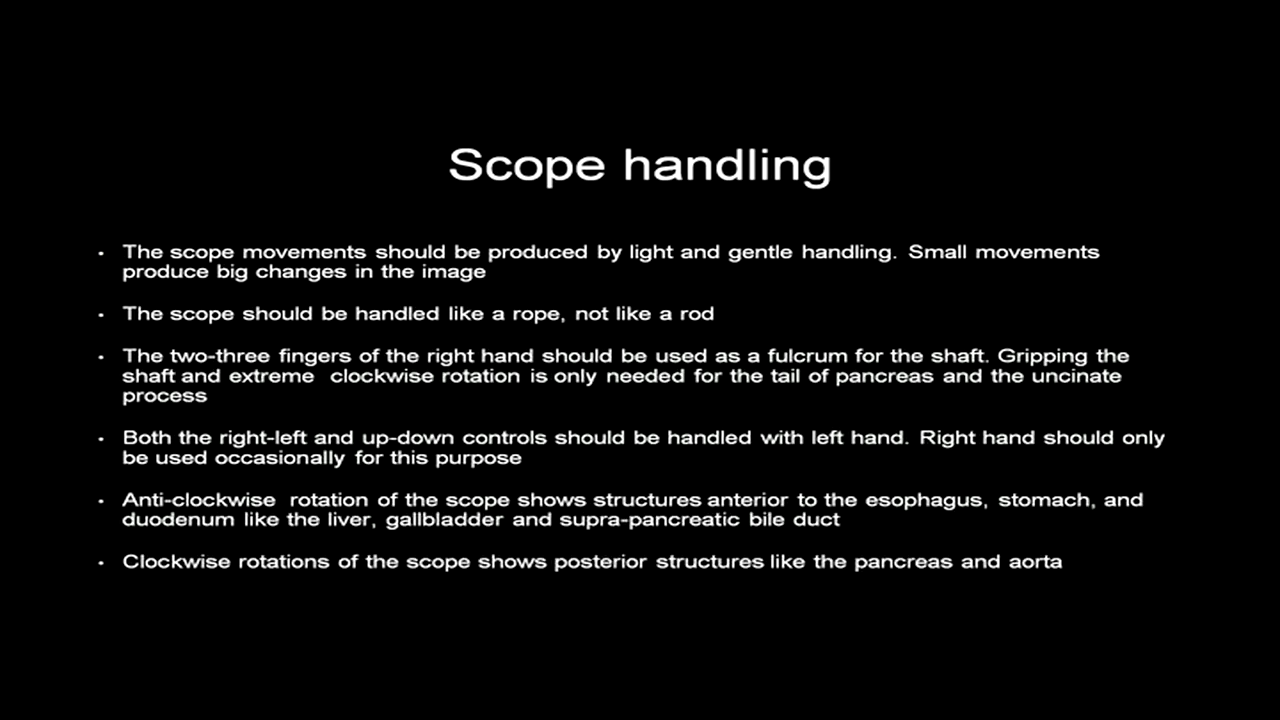 Scope handling
• The scope movements should be produced by light and gentle handling. Small movements
produce big changes in the image
• The scope should be handled like a rope, not like a rod
• The two-three fingers of the right hand should be used as a fulcrum for the shaft. Gripping the
shaft and extreme clockwise rotation is only needed for the tail of pancreas and the uncinate
process
• Both the right-left and up-down controls should be handled with left hand. Right hand should only
be used occasionally for this purpose
• Anti-clockwise rotation of the scope shows structures anterior to the esophagus, stomach, and
duodenum like the liver, gallbladder and supra-pancreatic bile duct
• Clockwise rotations of the scope shows posterior structures like the pancreas and aorta